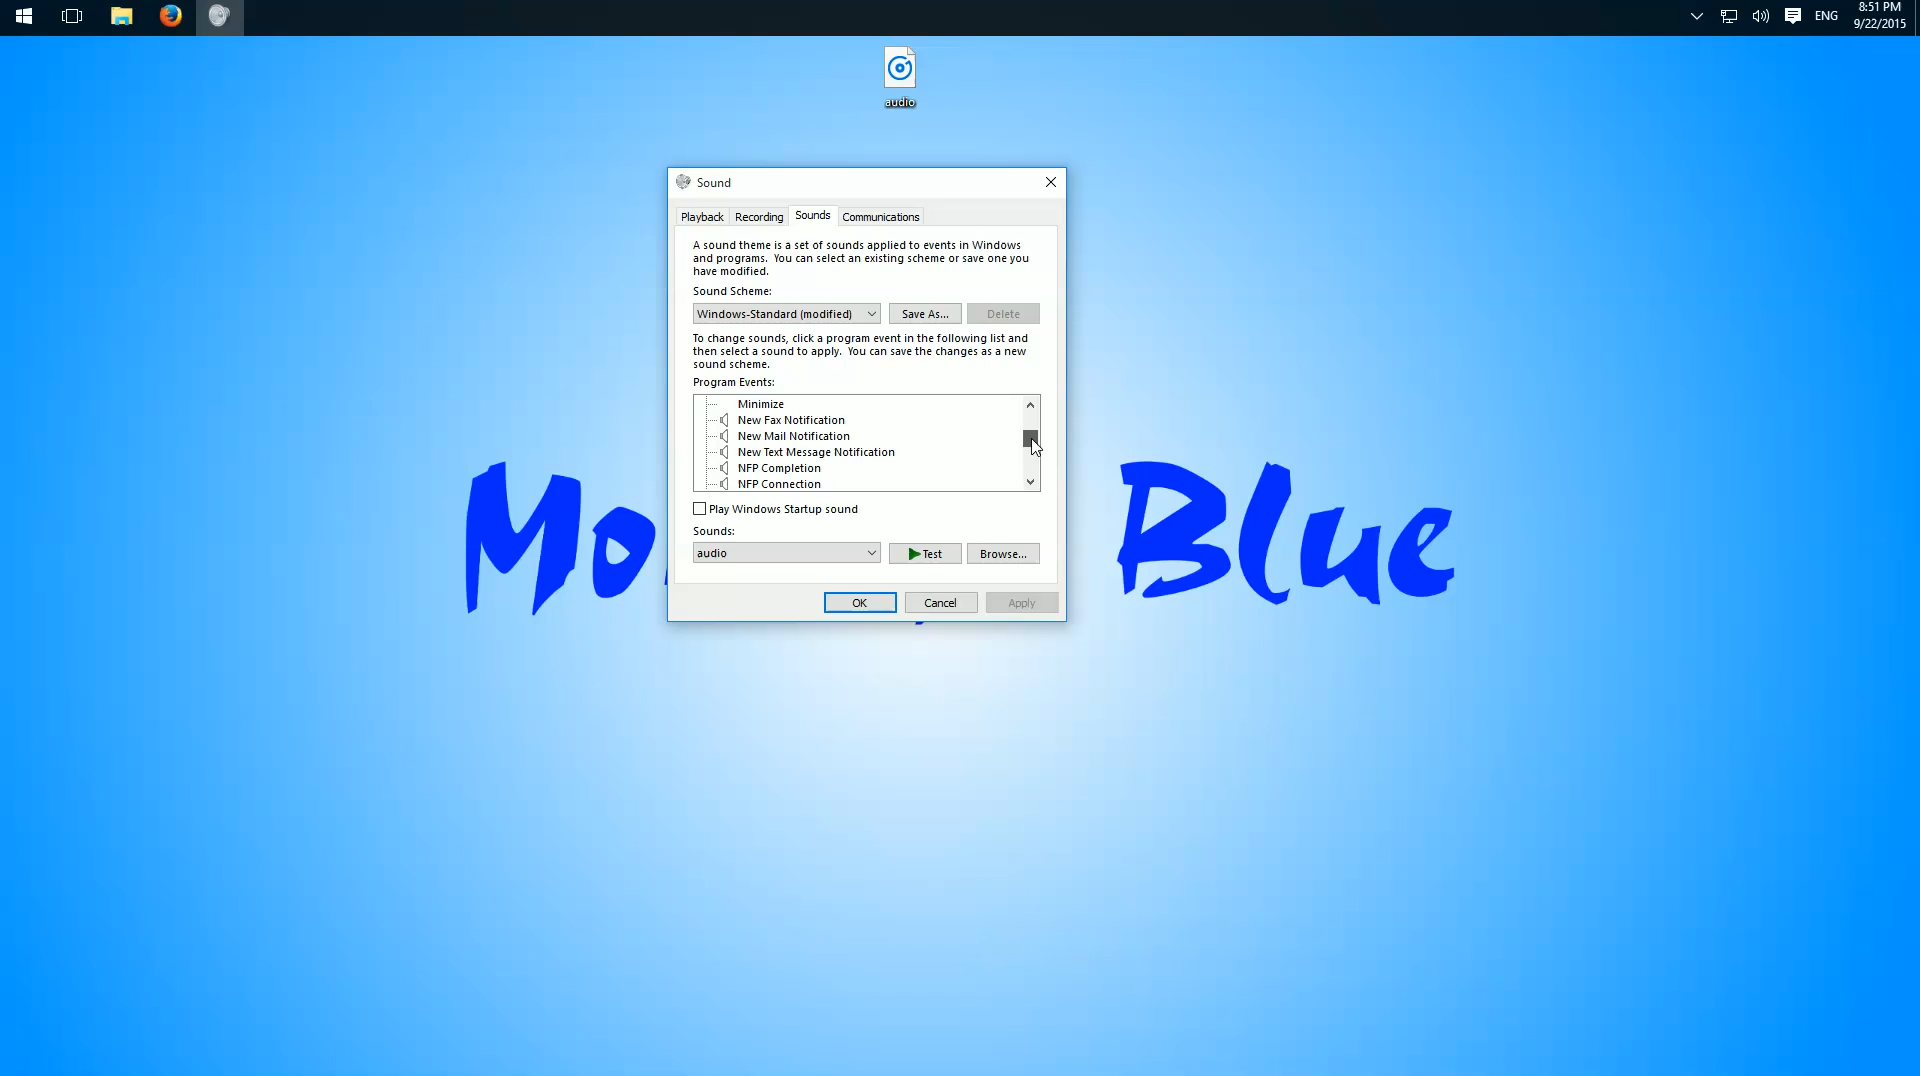 ENG
8:51 PM
9/22/2015
audio
Sound
Playback Recording Sounds Communications
A sound theme is a set of sounds applied to events in Windows
and programs. You can select an existing scheme or save one you
have modified.
Sound Scheme:
Windows-Standard (modified) Save As... Delete
To change sounds, click a program event in the following list and
then select a sound to apply. You can save the changes as a new
sound scheme.
Program Events:
Minimize
New Fax Notification
New Mail Notification
New Text Message Notification
NFP Completion
NFP Connection
Play Windows Startup sound
Sounds:
audio Test Browse...
OK Cancel Apply
Blue